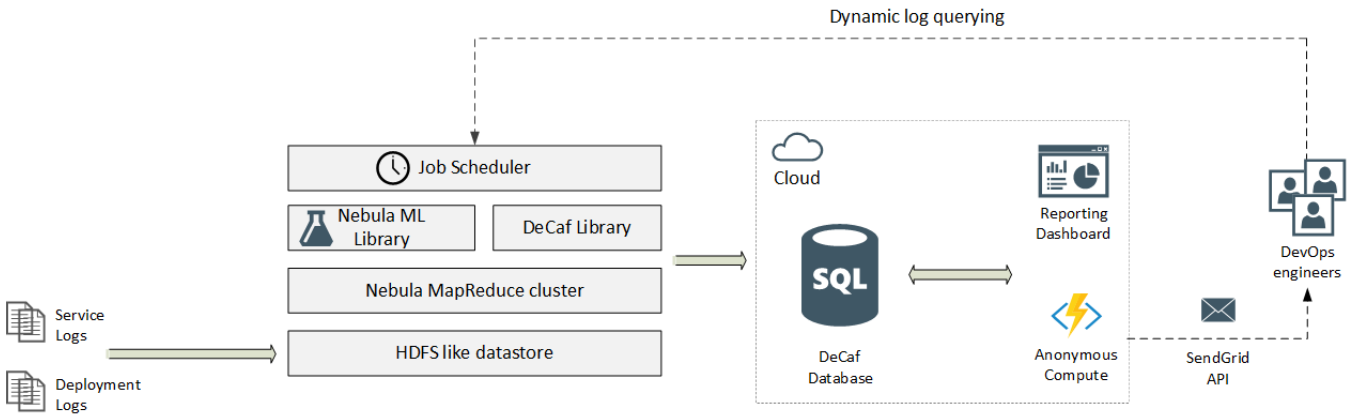 Dynamic log querying
Job Scheduler
Nebula ML
Library
DeCaf Library
Nebula MapReduce cluster
HDFS like datastore
Service
Logs
Deployment
Logs
Cloud
SQL
DeCaf
Database
Reporting
Dashboard
Anonymous
Compute
SendGrid
API
DevOps
engineers